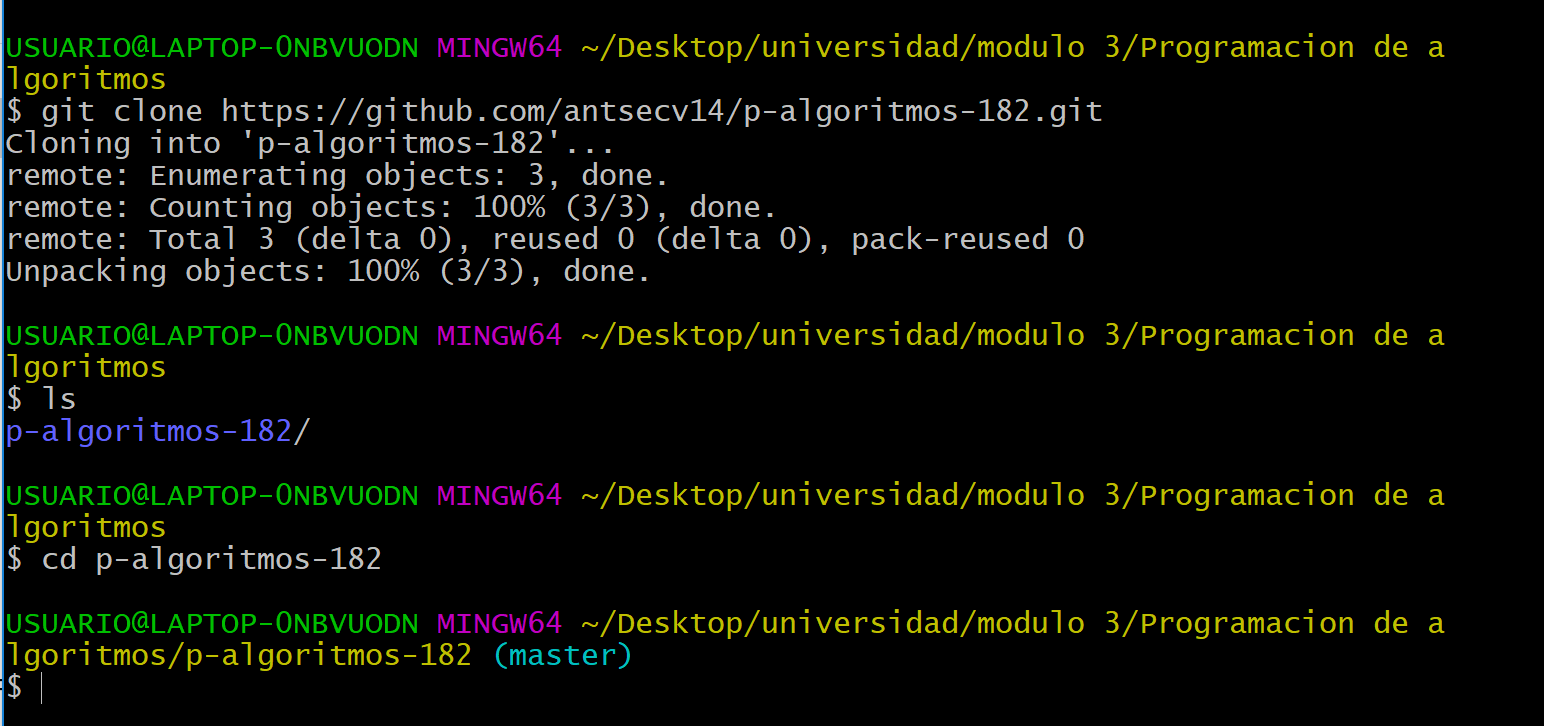 USUARIO@LAPTOP-0NBVUODN MINGW64 ~/Desktop/universidad/modulo 3/Programacion de a
lgoritmos
$ git clone https://github.com/antsecv14/p-algoritmos-182.git
Cloning into 'p-algoritmos-182'...
remote: Enumerating objects: 3, done.
remote: Counting objects: 100% (3/3), done.
remote: Total 3 (delta 0), reused 0 (delta 0), pack-reused 0
Unpacking objects: 100% (3/3), done.
USUARIO@LAPTOP-0NBVUODN MINGW64 ~/Desktop/universidad/modulo 3/Programacion de a
lgoritmos
$ ls
p-algoritmos-182/
USUARIO@LAPTOP-0NBVUODN MINGW64 ~/Desktop/universidad/modulo 3/Programacion de a
lgoritmos
$ cd p-algoritmos-182
USUARIO@LAPTOP-0NBVUODN MINGW64 ~/Desktop/universidad/modulo 3/Programacion de a
lgoritmos/p-algoritmos-182 (master)
$